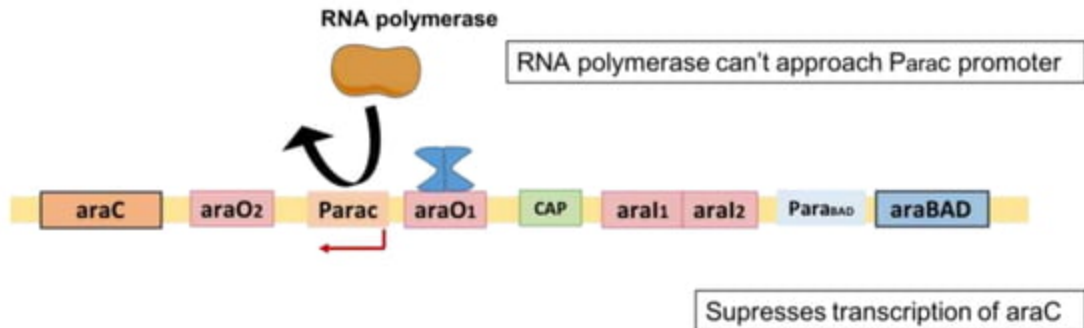 RNA polymerase
RNA polymerase can't approach Parac promoter
araC araO2 Parac araO1 CAP araI1 araI2 ParaBAD araBAD
Supresses transcription of araC